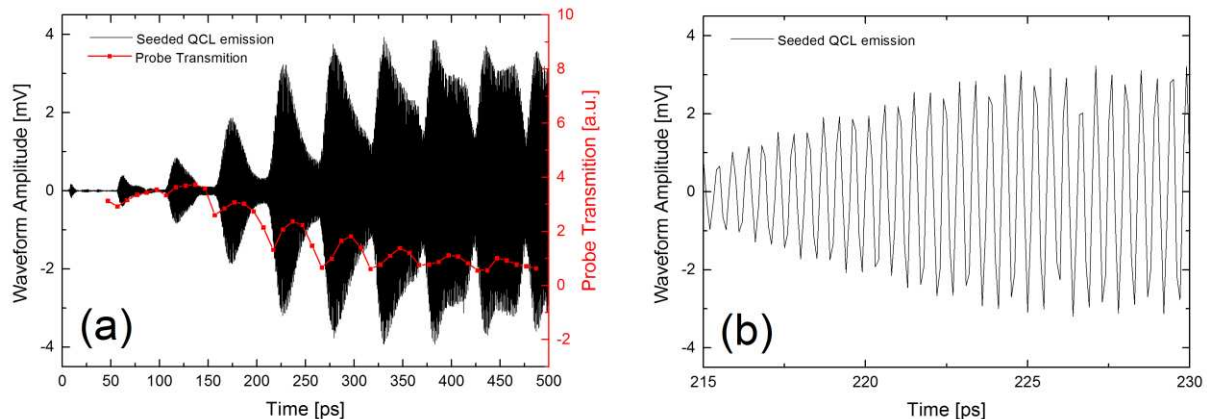 4
2
0
-2
-4
Waveform Amplitude [mV]
Seeded QCL emission
Probe Transmition
10
8
6
4
2
0
-2
Probe Transmition [a.u.]
(a)
0 50 100 150 200 250 300 350 400 450 500
Time [ps]
4
2
0
-2
-4
Waveform Amplitude [mV]
Seeded QCL emission
(b)
215 220 225 230
Time [ps]